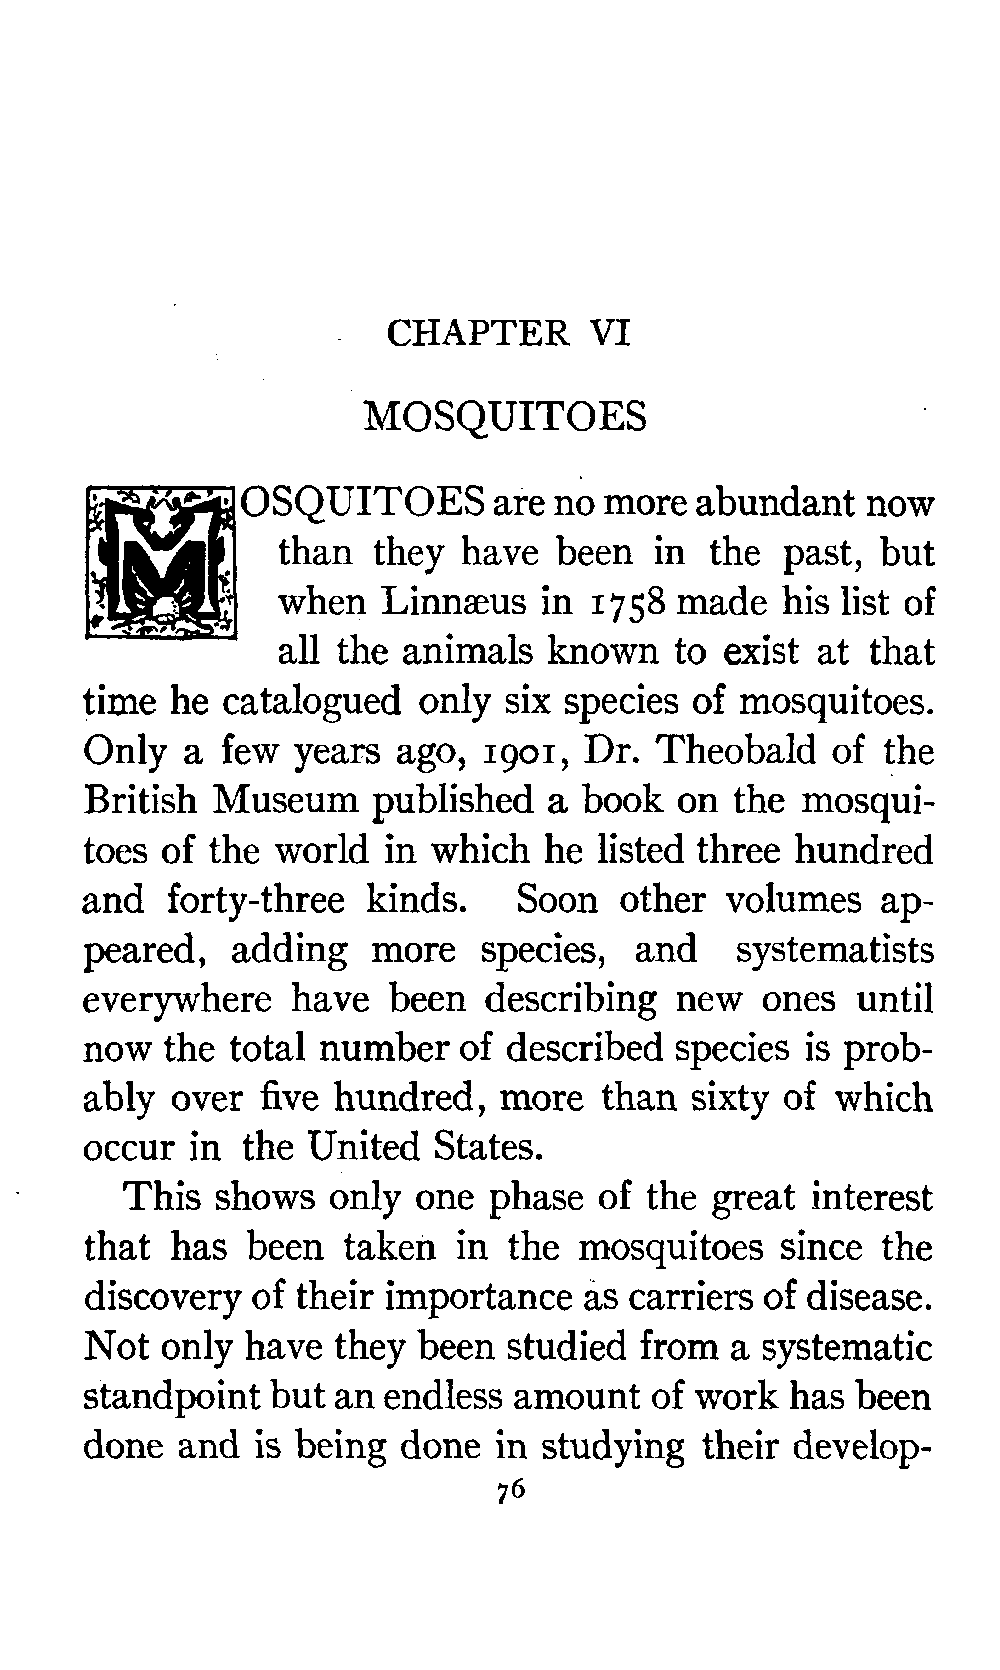 CHAPTER VI
MOSQUITOES
MOSQUITOES are no more abundant now
than they have been in the past, but
when Linnæus in 1758 made his list of
all the animals known to exist at that
time he catalogued only six species of mosquitoes.
Only a few years ago, 1901, Dr. Theobald of the
British Museum published a book on the mosqui-
toes of the world in which he listed three hundred
and forty-three kinds. Soon other volumes ap-
peared, adding more species, and systematists
everywhere have been describing new ones until
now the total number of described species is prob-
ably over five hundred, more than sixty of which
occur in the United States.
This shows only one phase of the great interest
that has been taken in the mosquitoes since the
discovery of their importance as carriers of disease.
Not only have they been studied from a systematic
standpoint but an endless amount of work has been
done and is being done in studying their develop-
76